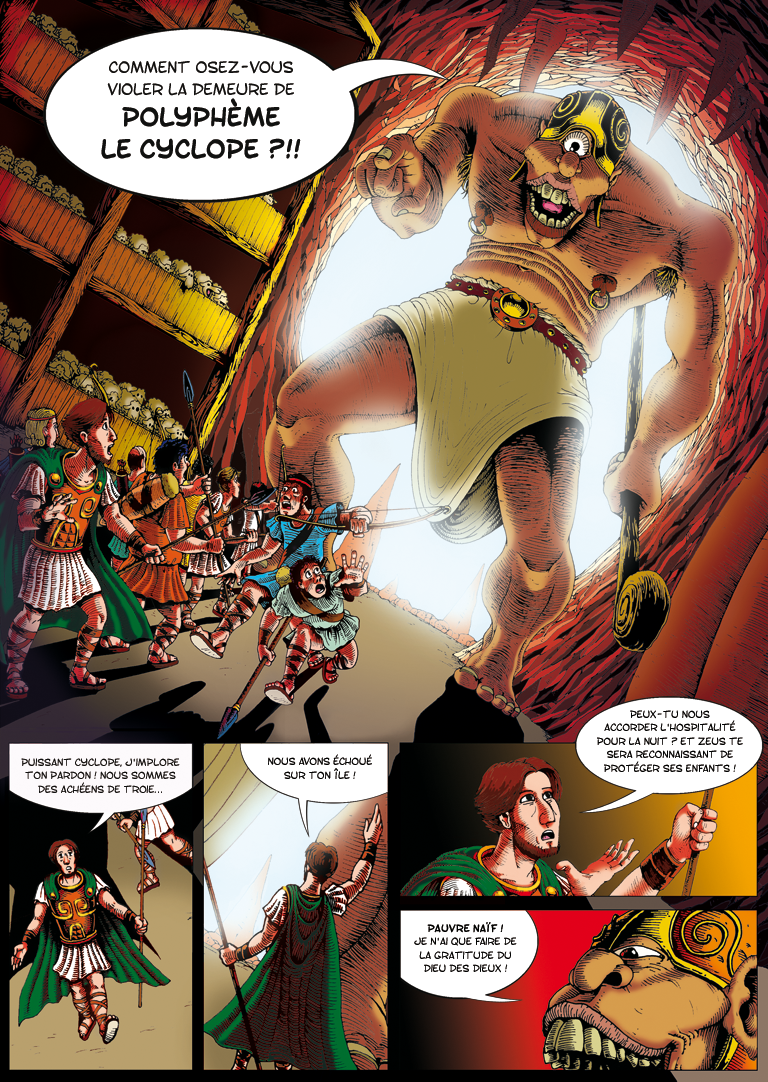 COMMENT OSEZ-VOUS
VIOLER LA DEMEURE DE
POLYPHÈME
LE CYCLOPE ?!!
PUISSANT CYCLOPE, J'IMPLORE
TON PARDON ! NOUS SOMMES
DES ACHÉENS DE TROIE...
NOUS AVONS ÉCHOUÉ
SUR TON ÎLE !
PEUX-TU NOUS
ACCORDER L'HOSPITALITÉ
POUR LA NUIT ? ET ZEUS TE
SERA RECONNAISSANT DE
PROTÉGER SES ENFANTS !
PAUVRE NAÏF !
JE N'AI QUE FAIRE DE
LA GRATITUDE DU
DIEU DES DIEUX !